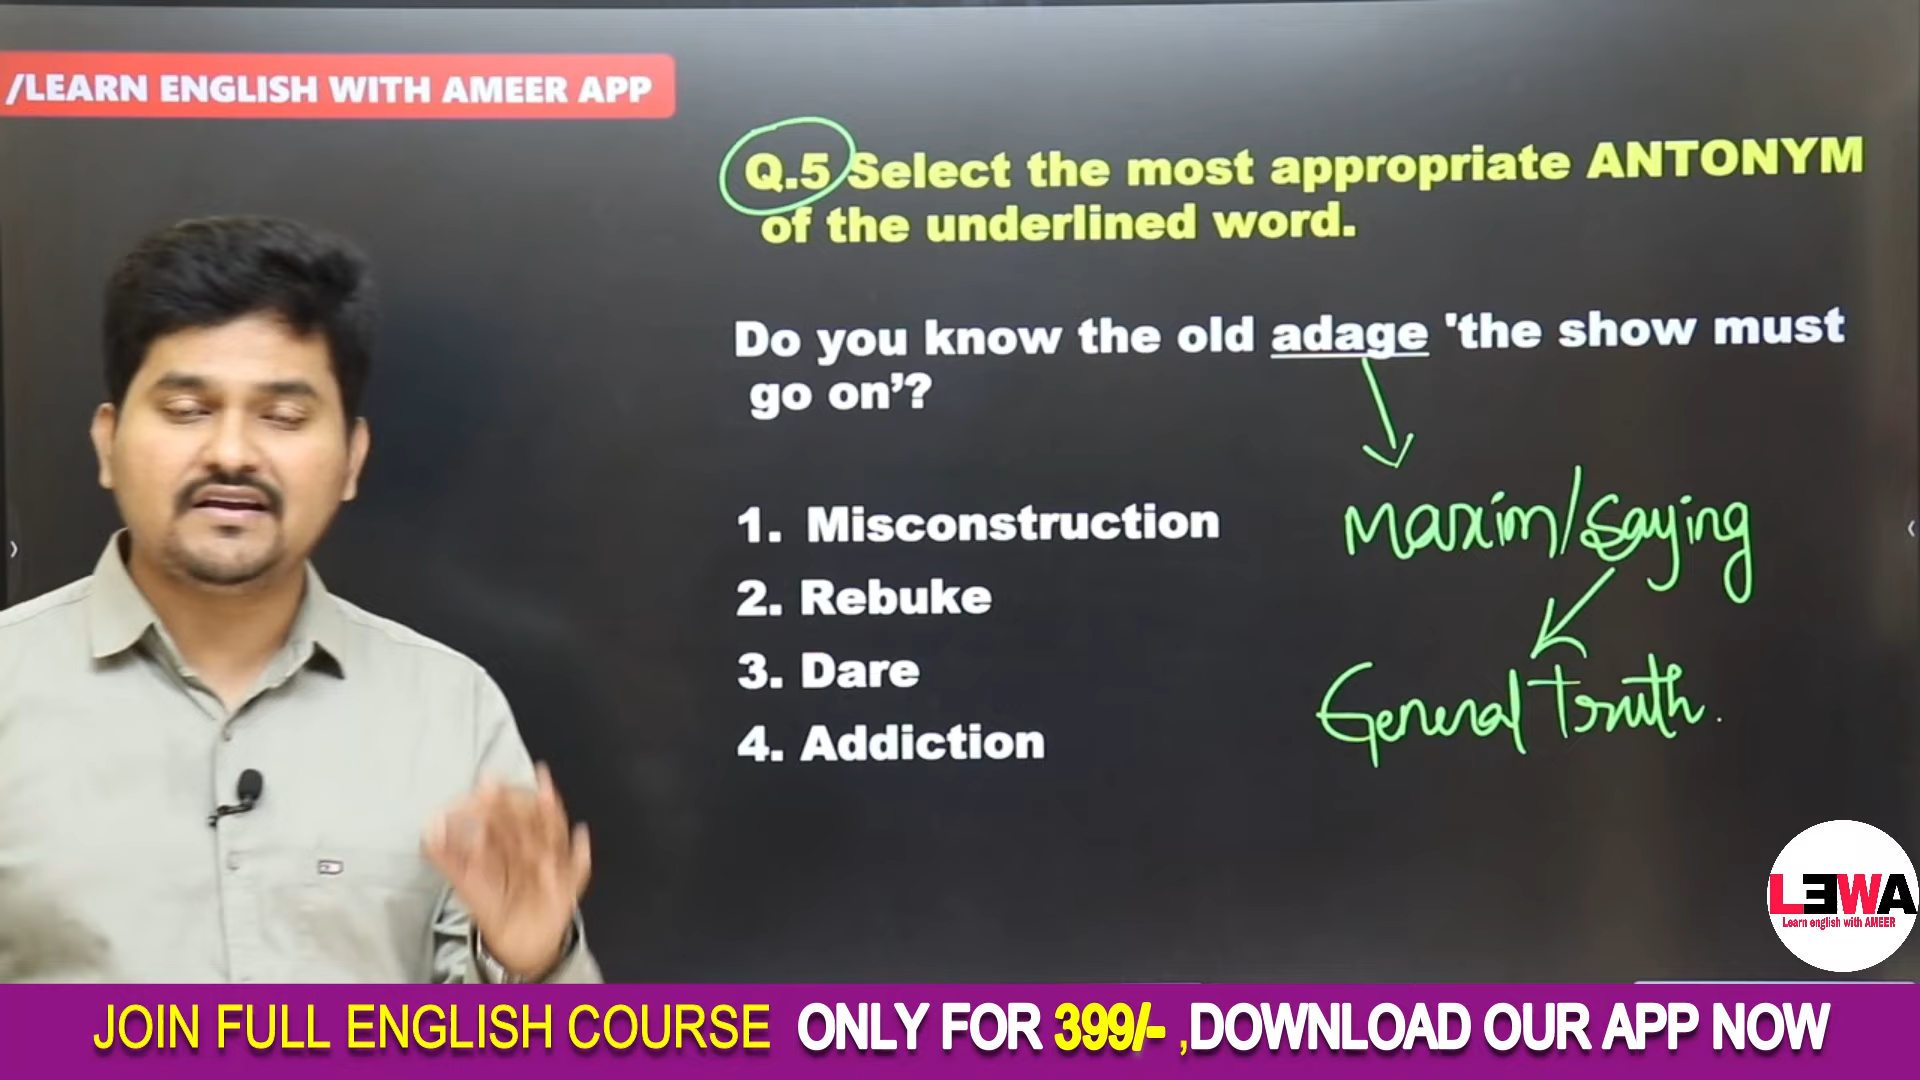 /LEARN ENGLISH WITH AMEER APP
Q.5 Select the most appropriate ANTONYM
of the underlined word.
Do you know the old adage 'the show must
go on’?
1. Misconstruction
2. Rebuke
3. Dare
4. Addiction
Maxim/saying
General Truth.
LEWA
Learn english with AMEER
JOIN FULL ENGLISH COURSE ONLY FOR 399/- ,DOWNLOAD OUR APP NOW